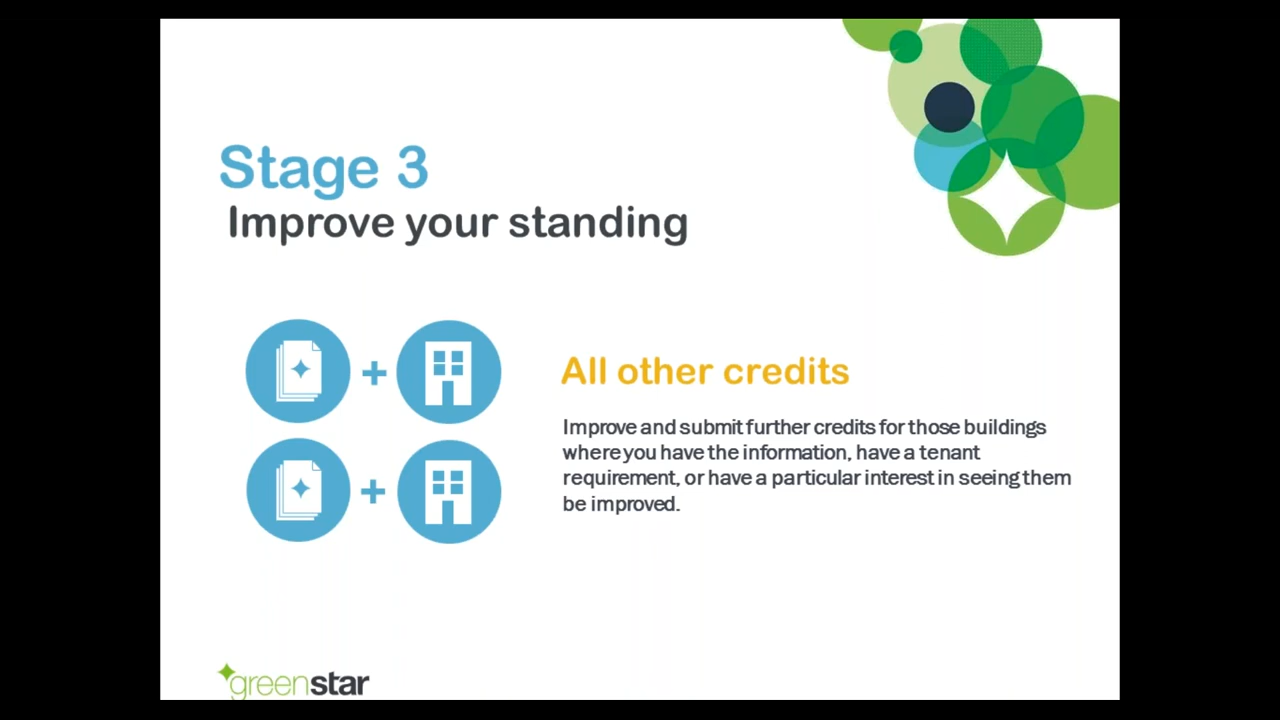 Stage 3
Improve your standing
+
+
All other credits
Improve and submit further credits for those buildings
where you have the information, have a tenant
requirement, or have a particular interest in seeing them
be improved.
greenstar